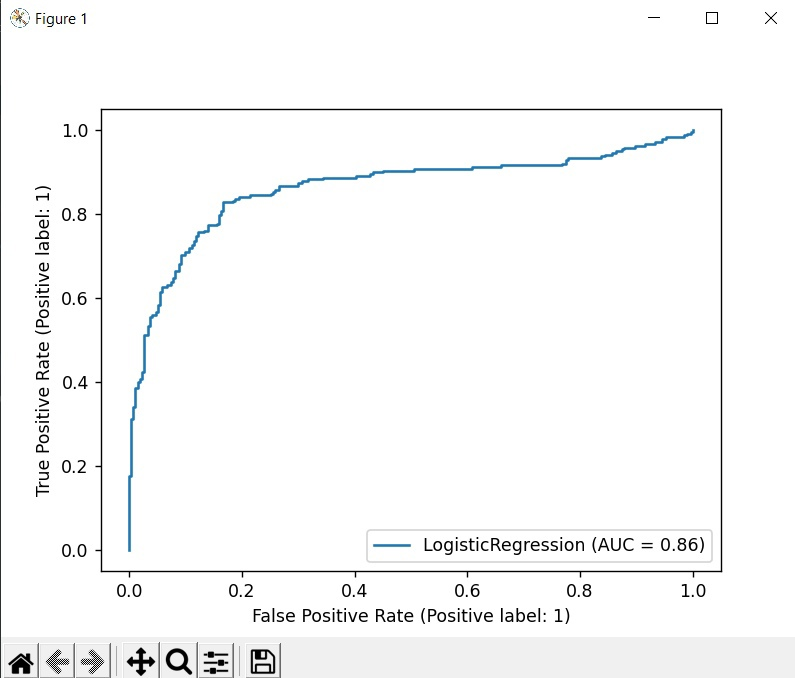 Figure 1
1.0
0.8
0.6
0.4
0.2
0.0
True Positive Rate (Positive label: 1)
LogisticRegression (AUC = 0.86)
0.0 0.2 0.4 0.6 0.8 1.0
False Positive Rate (Positive label: 1)